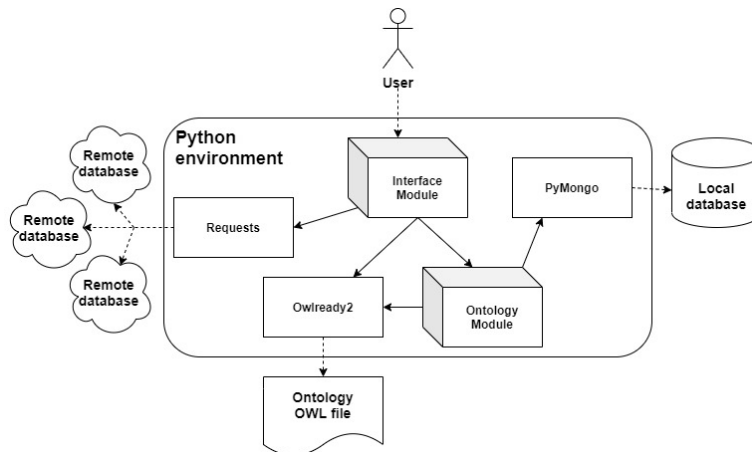 User
Python
environment
Remote
database
Interface
Module
PyMongo
Local
database
Remote
database
Requests
Remote
database
Owlready2
Ontology
Module
Ontology
OWL file